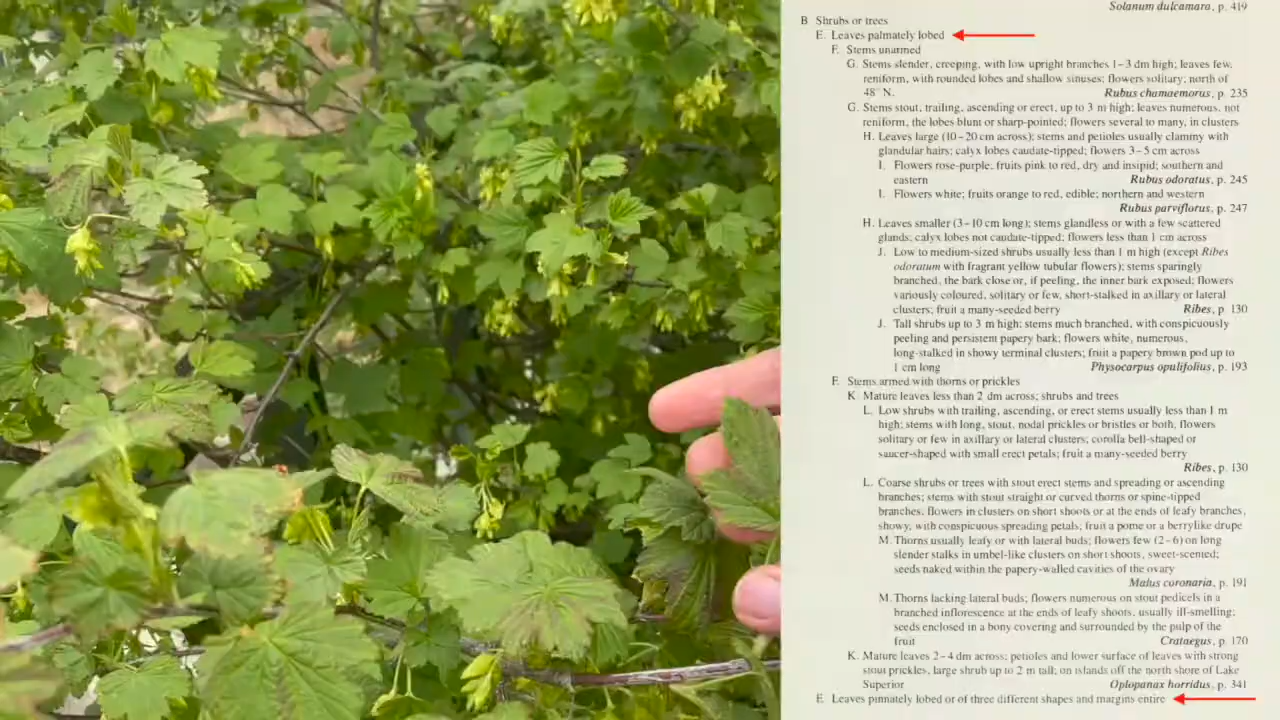 Solanum dulcamara, p. 419
B Shrubs or trees
E. Leaves palmately lobed
F. Stems unarmed
G. Stems slender, creeping, with low upright branches 1–3 dm high; leaves few,
reniform, with rounded lobes and shallow sinuses; flowers solitary; north of
48° N. Rubus chamaemorus, p. 235
G. Stems stout, trailing, ascending or erect, up to 3 m high; leaves numerous, not
reniform, the lobes blunt or sharp-pointed; flowers several to many, in clusters
H. Leaves large (10–20 cm across); stems and petioles usually clammy with
glandular hairs; calyx lobes caudate-tipped; flowers 3–5 cm across
I. Flowers rose-purple; fruits pink to red, dry and insipid; southern and
eastern Rubus odoratus, p. 245
I. Flowers white; fruits orange to red, edible; northern and western
Rubus parviflorus, p. 247
H. Leaves smaller (3–10 cm long); stems glandless or with a few scattered
glands; calyx lobes not caudate-tipped; flowers less than 1 cm across
J. Low to medium-sized shrubs usually less than 1 m high (except Ribes
odoratum with fragrant yellow tubular flowers); stems sparingly
branched, the bark close or, if peeling, the inner bark exposed; flowers
variously coloured, solitary or few, short-stalked in axillary or lateral
clusters; fruit a many-seeded berry Ribes, p. 130
J. Tall shrubs up to 3 m high; stems much branched, with conspicuously
peeling and persistent papery bark; flowers white, numerous,
long-stalked in showy terminal clusters; fruit a papery brown pod up to
1 cm long Physocarpus opulifolius, p. 193
F. Stems armed with thorns or prickles
K. Mature leaves less than 2 dm across; shrubs and trees
L. Low shrubs with trailing, ascending, or erect stems usually less than 1 m
high; stems with long, stout, nodal prickles or bristles or both, flowers
solitary or few in axillary or lateral clusters; corolla bell-shaped or
saucer-shaped with small erect petals; fruit a many-seeded berry
Ribes, p. 130
L. Coarse shrubs or trees with stout erect stems and spreading or ascending
branches; stems with stout straight or curved thorns or spine-tipped
branches, flowers in clusters on short shoots or at the ends of leafy branches,
showy, with conspicuous spreading petals; fruit a pome or a berrylike drupe
M. Thorns usually leafy or with lateral buds; flowers few (2–6) on long
slender stalks in umbel-like clusters on short shoots, sweet-scented;
seeds naked within the papery-walled cavities of the ovary
Malus coronaria, p. 191
M. Thorns lacking lateral buds; flowers numerous on stout pedicels in a
branched inflorescence at the ends of leafy shoots, usually ill-smelling;
seeds enclosed in a bony covering and surrounded by the pulp of the
fruit Crataegus, p. 170
K. Mature leaves 2–4 dm across; petioles and lower surface of leaves with strong
stout prickles, large shrub up to 2 m tall; on islands off the north shore of Lake
Superior Oplopanax horridus, p. 341
E. Leaves pinnately lobed or of three different shapes and margins entire